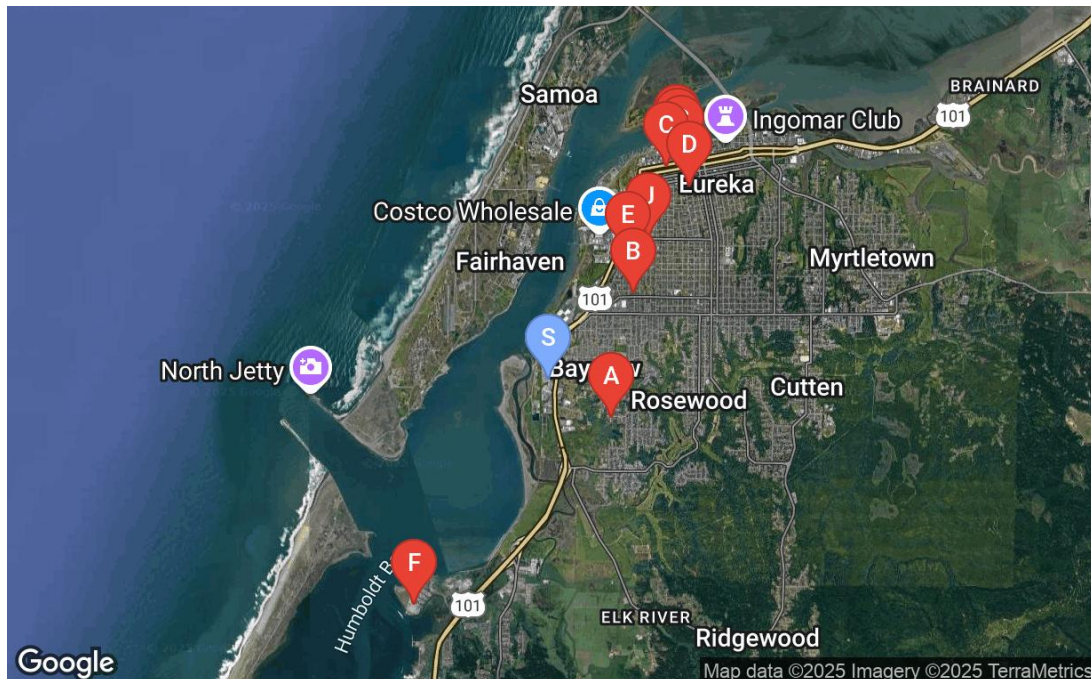 Samoa
BRAINARD
101
Ingomar Club
C
D
Eureka
J
Costco Wholesale
E
B
Fairhaven
Myrtletown
101
S
North Jetty
A
Rosewood
Cutten
F
Humboldt B
101
ELK RIVER
Ridgewood
Google
Map data ©2025 Imagery ©2025 TerraMetrics